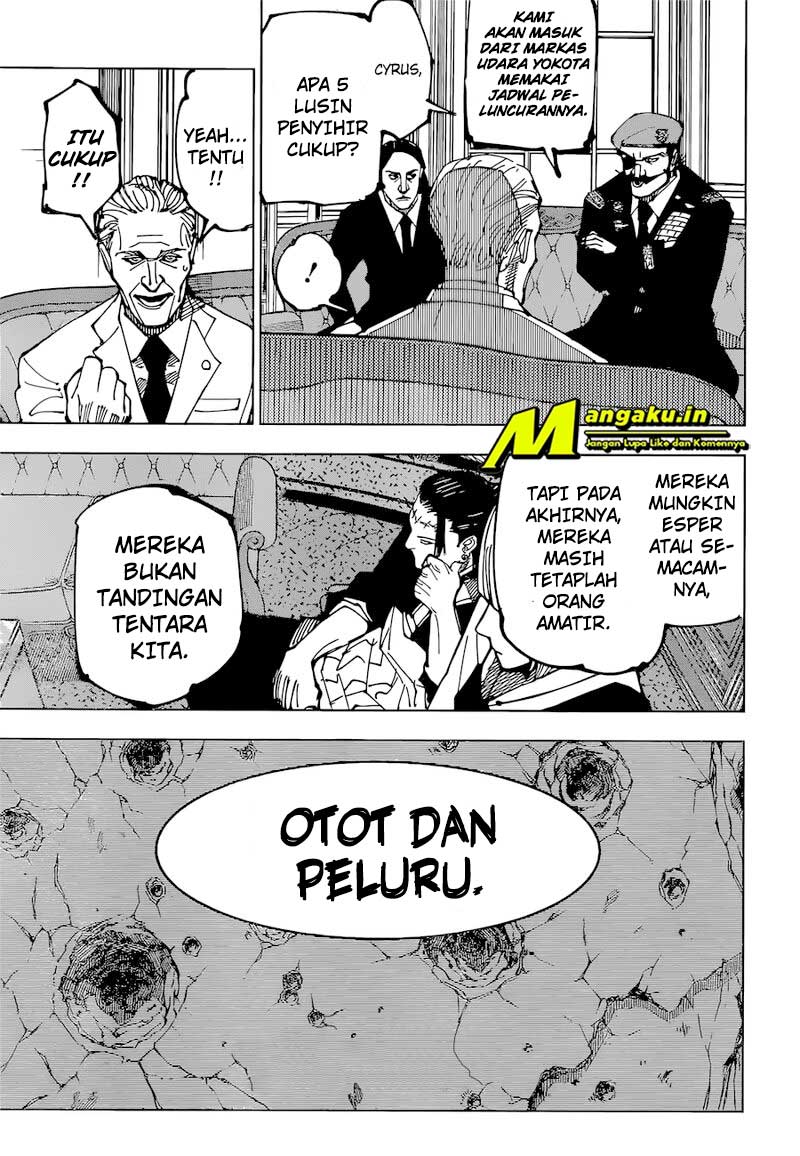 KAMI
AKAN MASUK
DARI MARKAS
UDARA YOKOTA
MEMAKAI
JADWAL PE-
LUNCURANNYA.
CYRUS,
APA 5
LUSIN
PENYIHIR
CUKUP?
!
YEAH...
TENTU
!!
ITU
CUKUP
!!
Mangaku.in
Jangan Lupa Like dan Komennya
MEREKA
MUNGKIN
ESPER
ATAU SE-
MACAM-
NYA,
TAPI PADA
AKHIRNYA,
MEREKA
MASIH
TETAPLAH
ORANG
AMATIR.
MEREKA
BUKAN
TANDINGAN
TENTARA
KITA.
OTOT DAN
PELURU.